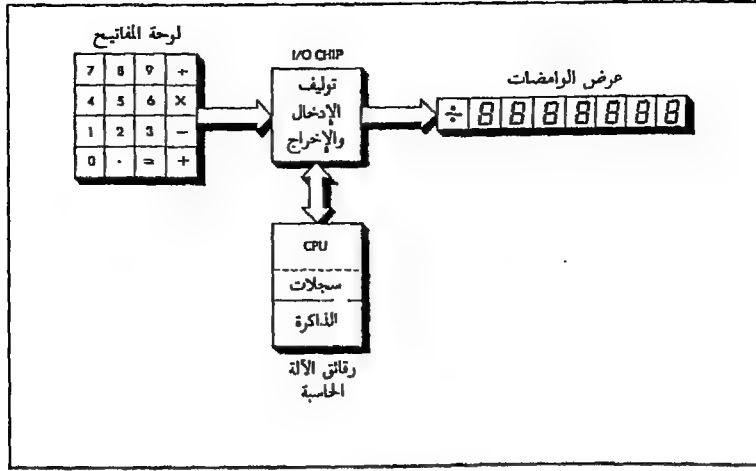 لوحة المفاتيح
7 8 9 ÷
4 5 6 ×
1 2 3 −
0 . = +
I/O CHIP
توليف
الإدخال
والإخراج
عرض الوامضات
÷ 8 8 8 8 8 8 8
CPU
سجلات
الذاكرة
رقائق الآلة
الحاسبة